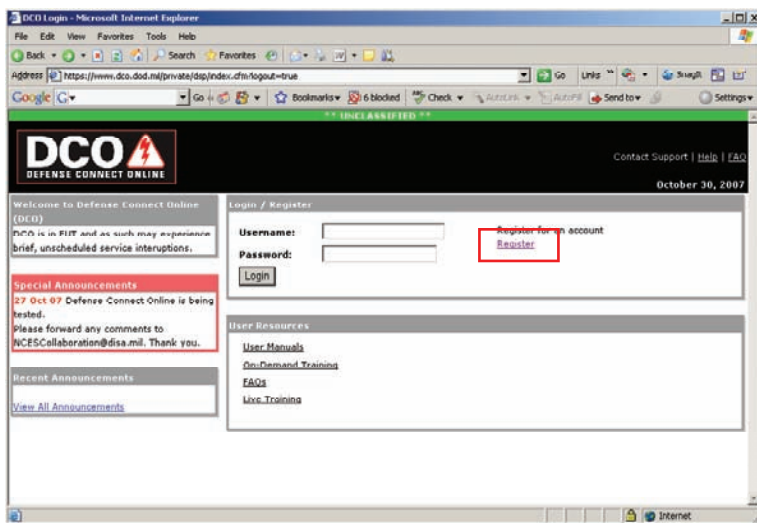 DCO Login - Microsoft Internet Explorer
File Edit View Favorites Tools Help
Back Search Favorites
Address https://www.dco.dod.mil/private/dsp/index.cfm?logout=true Go Links SnagIt
Google Go Bookmarks 6 blocked Check AutoLink AutoFill Send to Settings
** UNCLASSIFIED **
DCO
DEFENSE CONNECT ONLINE
Contact Support | Help | FAQ
October 30, 2007
Welcome to Defense Connect Online (DCO)
DCO is in EUT and as such may experience
brief, unscheduled service interuptions.
Special Announcements
27 Oct 07 Defense Connect Online is being
tested.
Please forward any comments to
NCESCollaboration@disa.mil. Thank you.
Recent Announcements
View All Announcements
Login / Register
Username:
Password:
Login
Register for an account
Register
User Resources
User Manuals
On-Demand Training
FAQs
Live Training
Internet